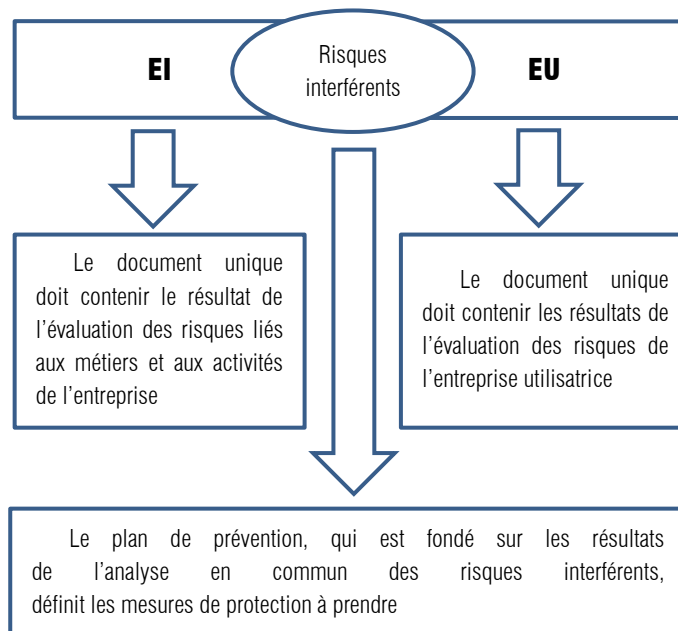 EI
Risques
interférents
EU
Le document unique
doit contenir le résultat de
l'évaluation des risques liés
aux métiers et aux activités
de l'entreprise
Le document unique
doit contenir les résultats de
l'évaluation des risques de
l'entreprise utilisatrice
Le plan de prévention, qui est fondé sur les résultats
de l'analyse en commun des risques interférents,
définit les mesures de protection à prendre